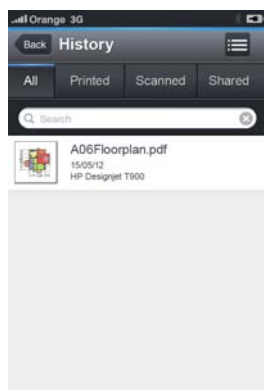 Orange 3G
Back History
All Printed Scanned Shared
Search
A06Floorplan.pdf
15/05/12
HP Designjet T900